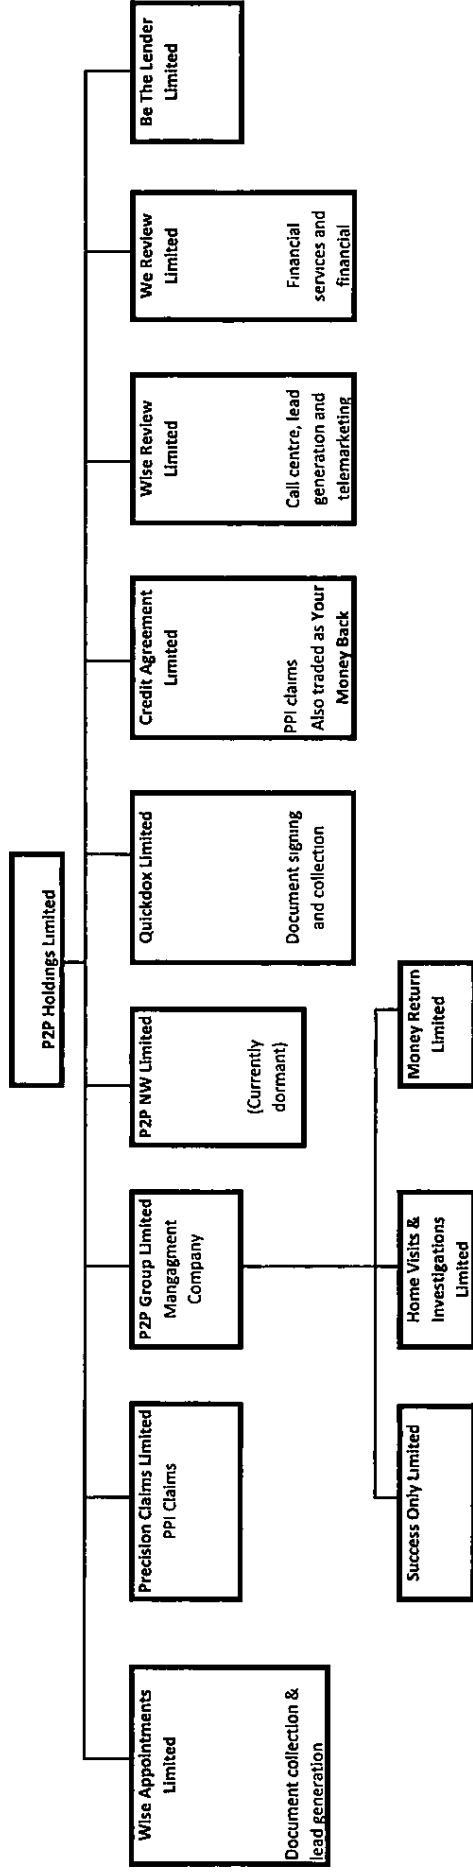 P2P Holdings Limited
Wise Appointments
Limited
Document collection &
lead generation
Precision Claims Limited
PPI Claims
P2P Group Limited
Mangagment
Company
P2P NW Limited
(Currently
dormant)
Quickdox Limited
Document signing
and collection
Credit Agreement
Limited
PPI claims
Also traded as Your
Money Back
Wise Review
Limited
Call centre, lead
generation and
telemarketing
We Review
Limited
Financial
services and
financial
Be The Lender
Limited
Success Only Limited
Home Visits &
Investigations
Limited
Money Return
Limited